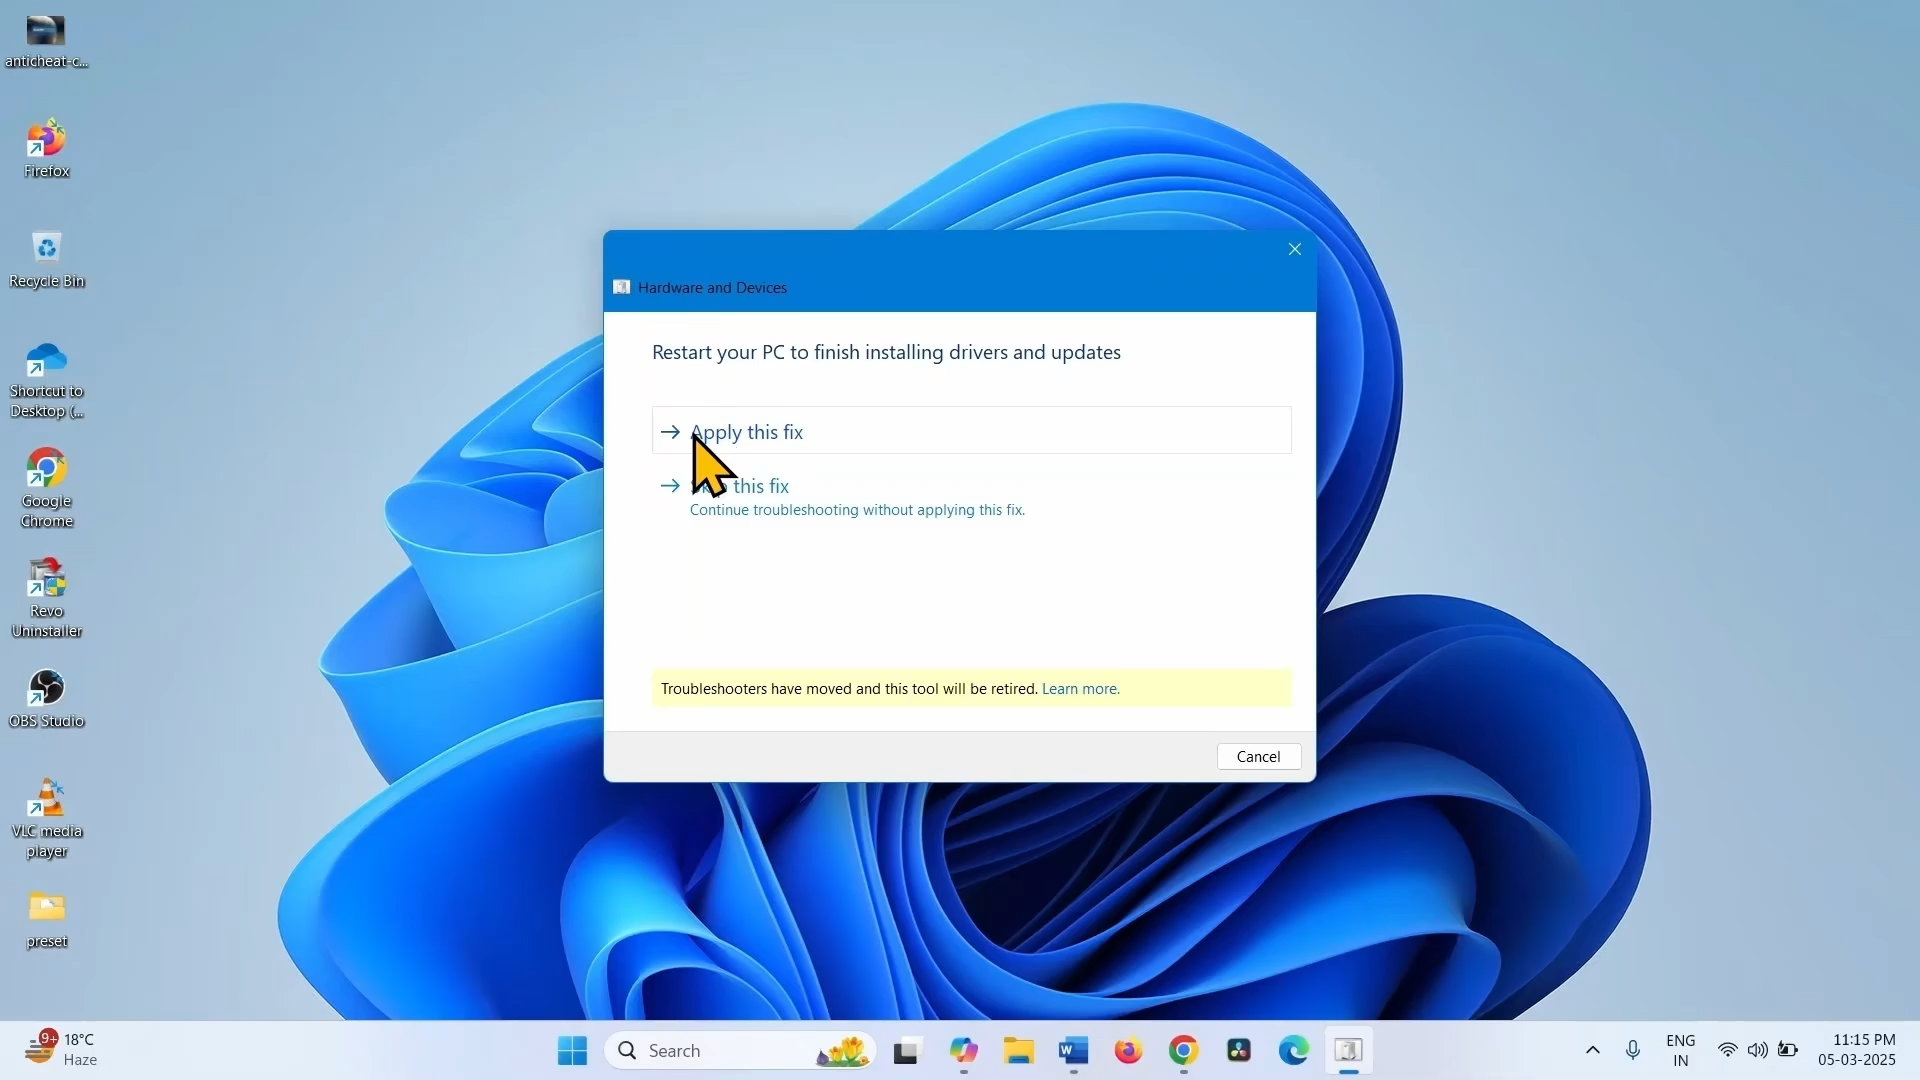 anticheat-c...
Firefox
Recycle Bin
Shortcut to
Desktop (...
Google
Chrome
Revo
Uninstaller
OBS Studio
VLC media
player
preset
Hardware and Devices
Restart your PC to finish installing drivers and updates
Apply this fix
this fix
Continue troubleshooting without applying this fix.
Troubleshooters have moved and this tool will be retired. Learn more.
Cancel
9+
18°C
Haze
Search
ENG
IN
11:15 PM
05-03-2025